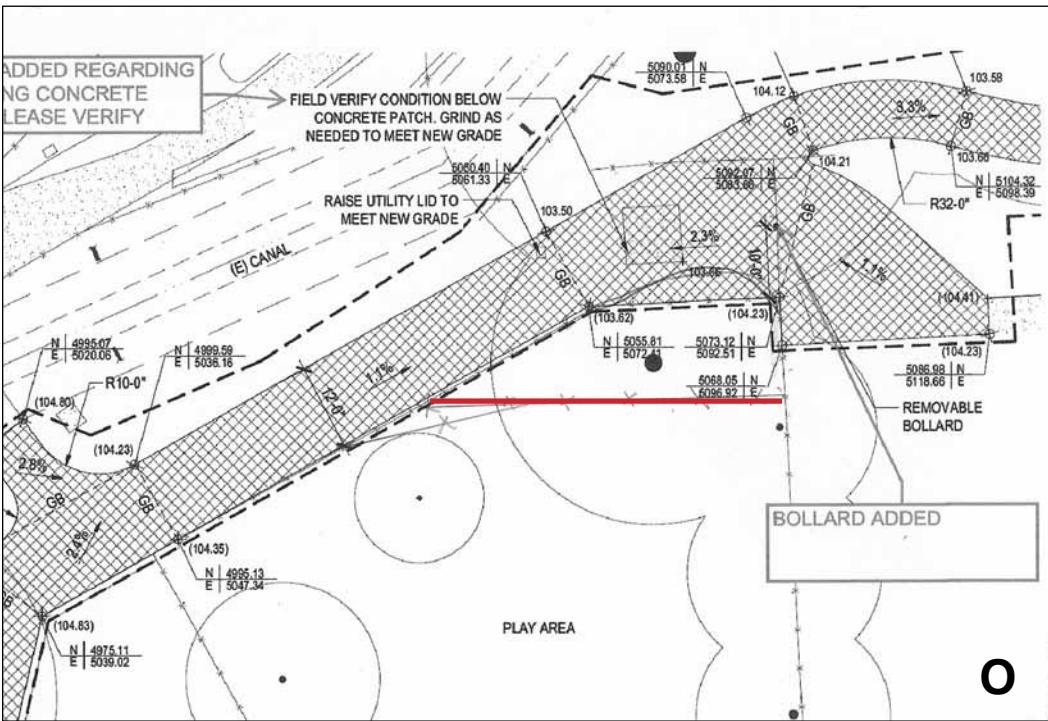 ADDED REGARDING
NG CONCRETE
LEASE VERIFY
FIELD VERIFY CONDITION BELOW
CONCRETE PATCH. GRIND AS
NEEDED TO MEET NEW GRADE
RAISE UTILITY LID TO
MEET NEW GRADE
5090.01 N
5073.58 E
104.12
103.58
3.3%
GB
GB
104.21
103.66
5060.40 N
5061.33 E
5092.07 N
5083.66 E
N 5104.32
E 5098.39
R32-0"
103.50
2.3%
10'-0"
GB
1.1%
(E) CANAL
GB
103.66
(104.41)
(103.62)
(104.23)
(104.23)
N 4995.07
E 5020.06
N 4999.59
E 5036.16
N 5055.81
E 5072.41
5073.12 N
5092.51 E
5086.98 N
5118.66 E
R10-0"
1.1%
12'-0"
5068.05 N
5096.92 E
REMOVABLE
BOLLARD
(104.80)
(104.23)
2.8%
GB
GB
2.4%
(104.35)
BOLLARD ADDED
N 4995.13
E 5047.34
(104.83)
PLAY AREA
N 4975.11
E 5039.02
O